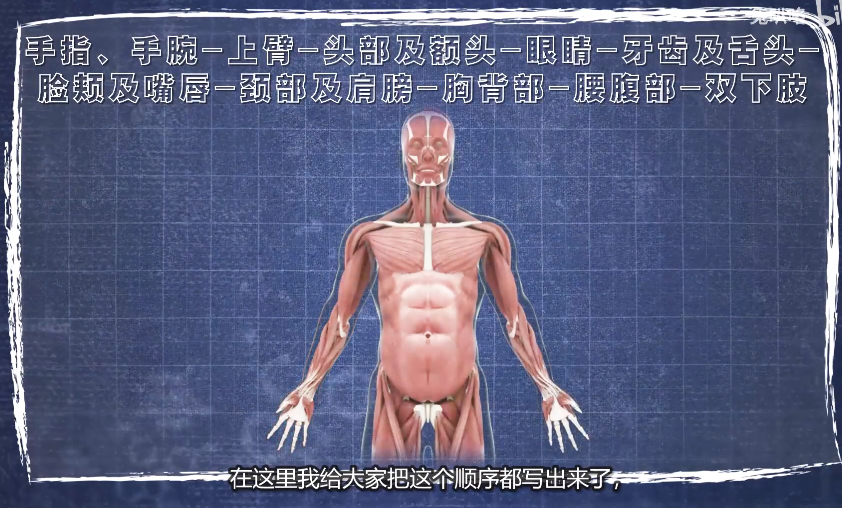 手指、手腕-上臂-头部及额头-眼睛-牙齿及舌头-
脸颊及嘴唇-颈部及肩膀-胸背部-腰腹部-双下肢
在这里我给大家把这个顺序都写出来了，